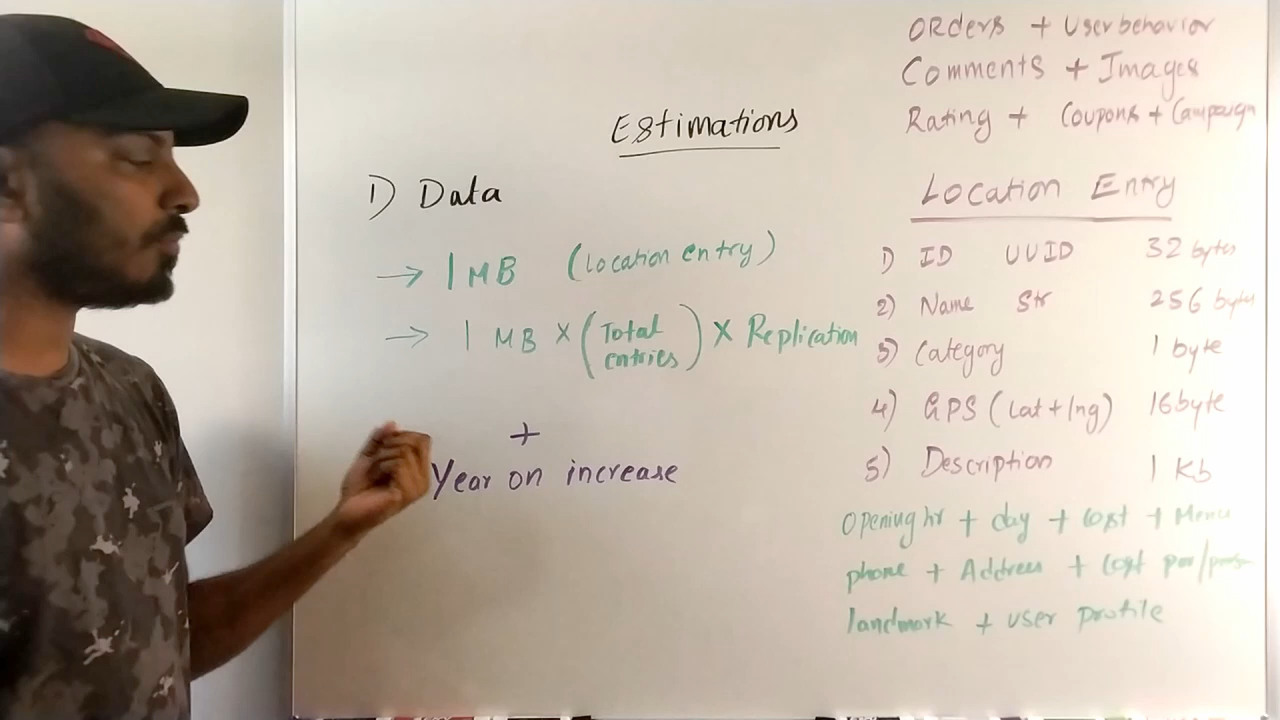 Estimations
1) Data
→ 1 MB (location entry)
→ 1 MB × (Total entries) × Replication
+
Year on increase
Orders + User behavior
Comments + Images
Rating + Coupons + Campaign
Location Entry
1) ID UUID 32 bytes
2) Name Str 256 bytes
3) Category 1 byte
4) GPS (Lat + lng) 16 byte
5) Description 1 Kb
Opening hr + day + cost + Menu
phone + Address + Cost per/
landmark + user profile